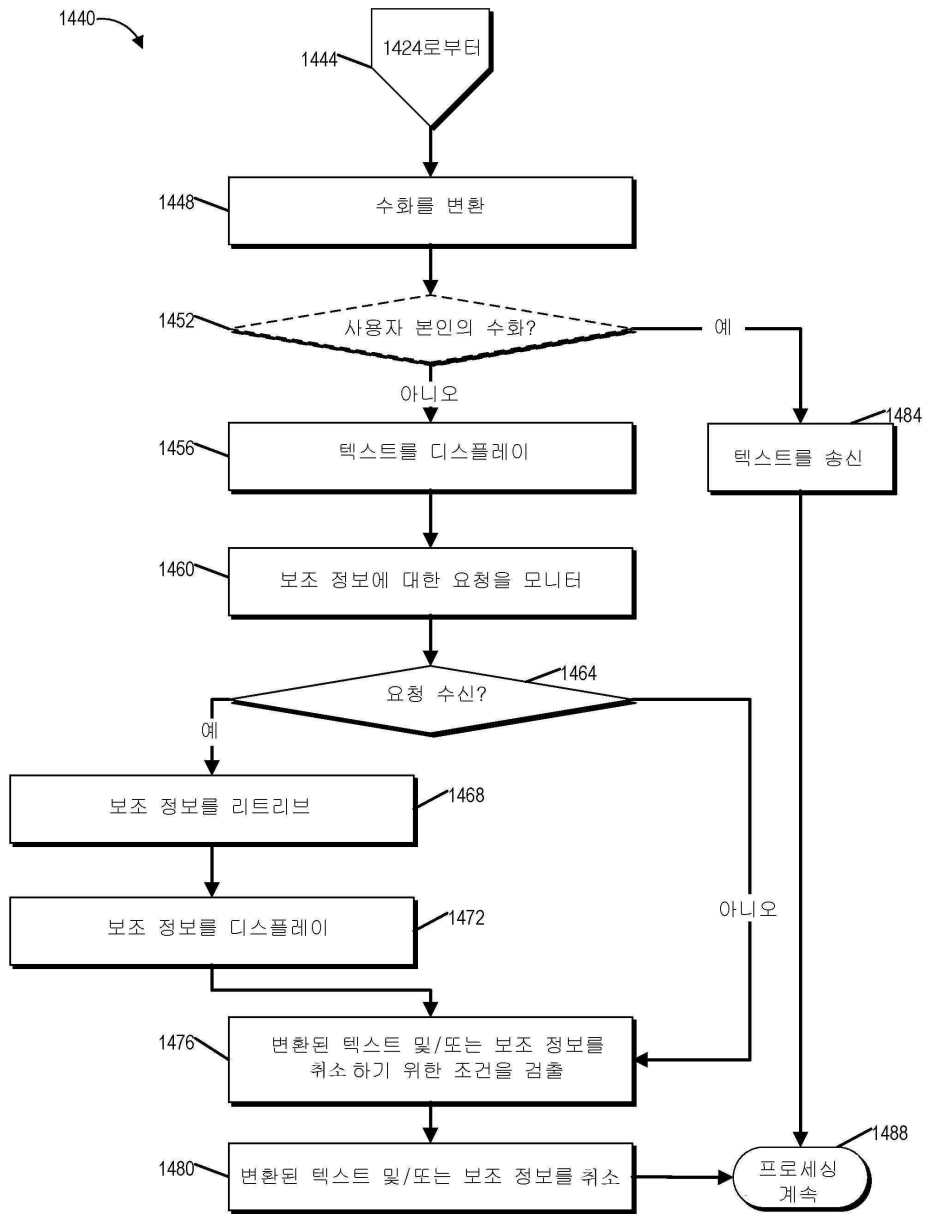 1440
1424로부터
1444
1448
수화를 변환
1452
사용자 본인의 수화?
예
아니오
1484
1456
텍스트를 디스플레이
텍스트를 송신
1460
보조 정보에 대한 요청을 모니터
1464
요청 수신?
예
보조 정보를 리트리브
1468
아니오
보조 정보를 디스플레이
1472
1476
변환된 텍스트 및/또는 보조 정보를
취소하기 위한 조건을 검출
1480
변환된 텍스트 및/또는 보조 정보를 취소
1488
프로세싱
계속